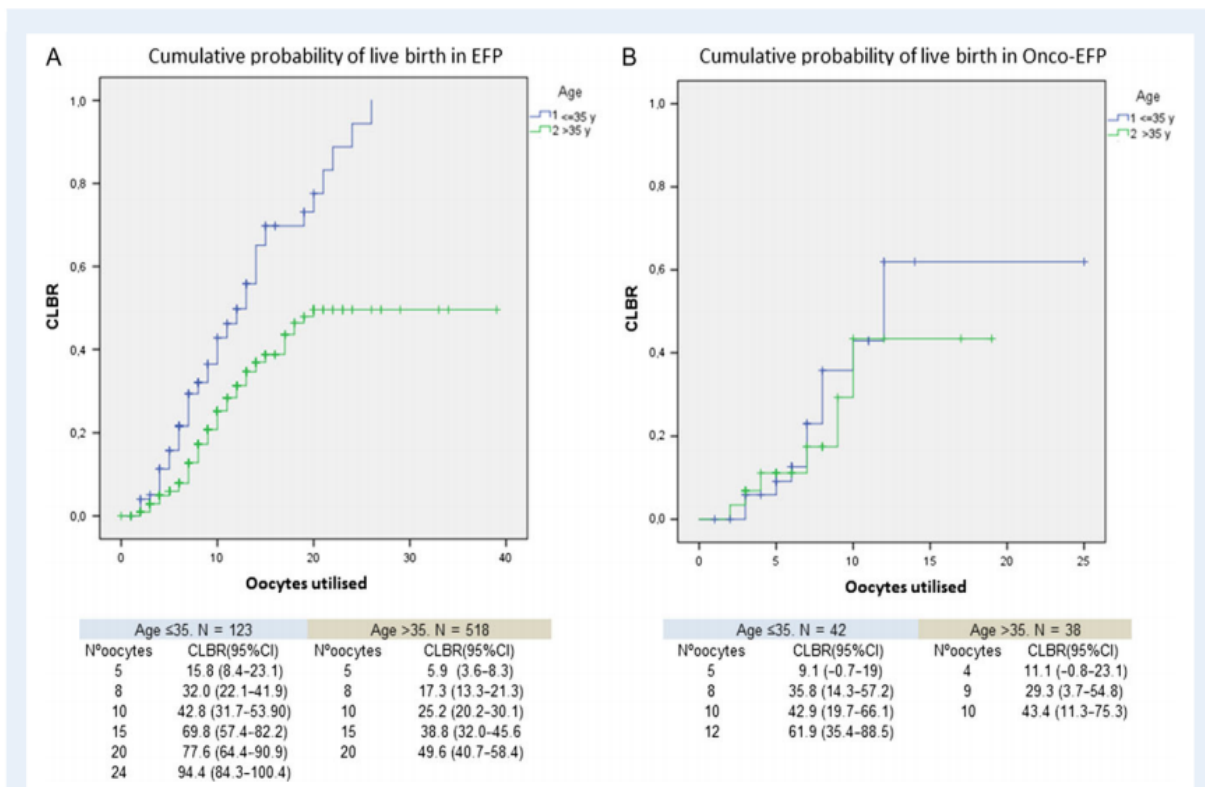 A
Cumulative probability of live birth in EFP
Age
1 <=35 y
2 >35 y
1,0
0,8
0,6
0,4
0,2
0,0
CLBR
0 10 20 30 40
Oocytes utilised
Age ≤35. N = 123 Age >35. N = 518
Nºoocytes CLBR(95%CI) Nºoocytes CLBR(95%CI)
5 15.8 (8.4–23.1) 5 5.9 (3.6–8.3)
8 32.0 (22.1–41.9) 8 17.3 (13.3–21.3)
10 42.8 (31.7–53.90) 10 25.2 (20.2–30.1)
15 69.8 (57.4–82.2) 15 38.8 (32.0–45.6
20 77.6 (64.4–90.9) 20 49.6 (40.7–58.4)
24 94.4 (84.3–100.4)
B
Cumulative probability of live birth in Onco-EFP
Age
1 <=35 y
2 >35 y
1,0
0,8
0,6
0,4
0,2
0,0
CLBR
0 5 10 15 20 25
Oocytes utilised
Age ≤35. N = 42 Age >35. N = 38
Nºoocytes CLBR(95%CI) Nºoocytes CLBR(95%CI)
5 9.1 (–0.7–19) 4 11.1 (–0.8–23.1)
8 35.8 (14.3–57.2) 9 29.3 (3.7–54.8)
10 42.9 (19.7–66.1) 10 43.4 (11.3–75.3)
12 61.9 (35.4–88.5)